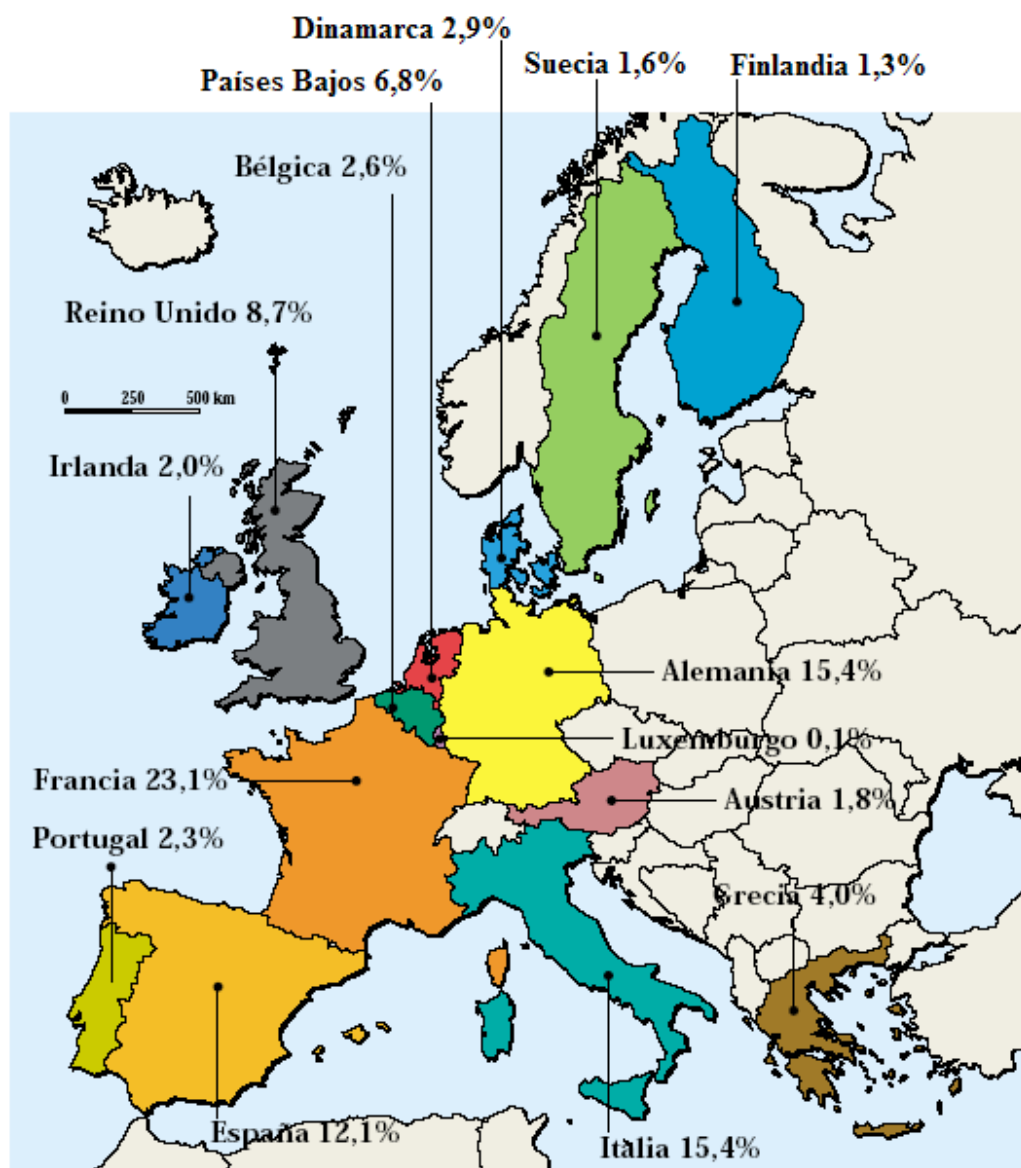 Dinamarca 2,9%
Suecia 1,6%
Finlandia 1,3%
Países Bajos 6,8%
Bélgica 2,6%
Reino Unido 8,7%
0 250 500 km
Irlanda 2,0%
Alemania 15,4%
Luxemburgo 0,1%
Francia 23,1%
Austria 1,8%
Portugal 2,3%
Grecia 4,0%
España 12,1%
Itàlia 15,4%